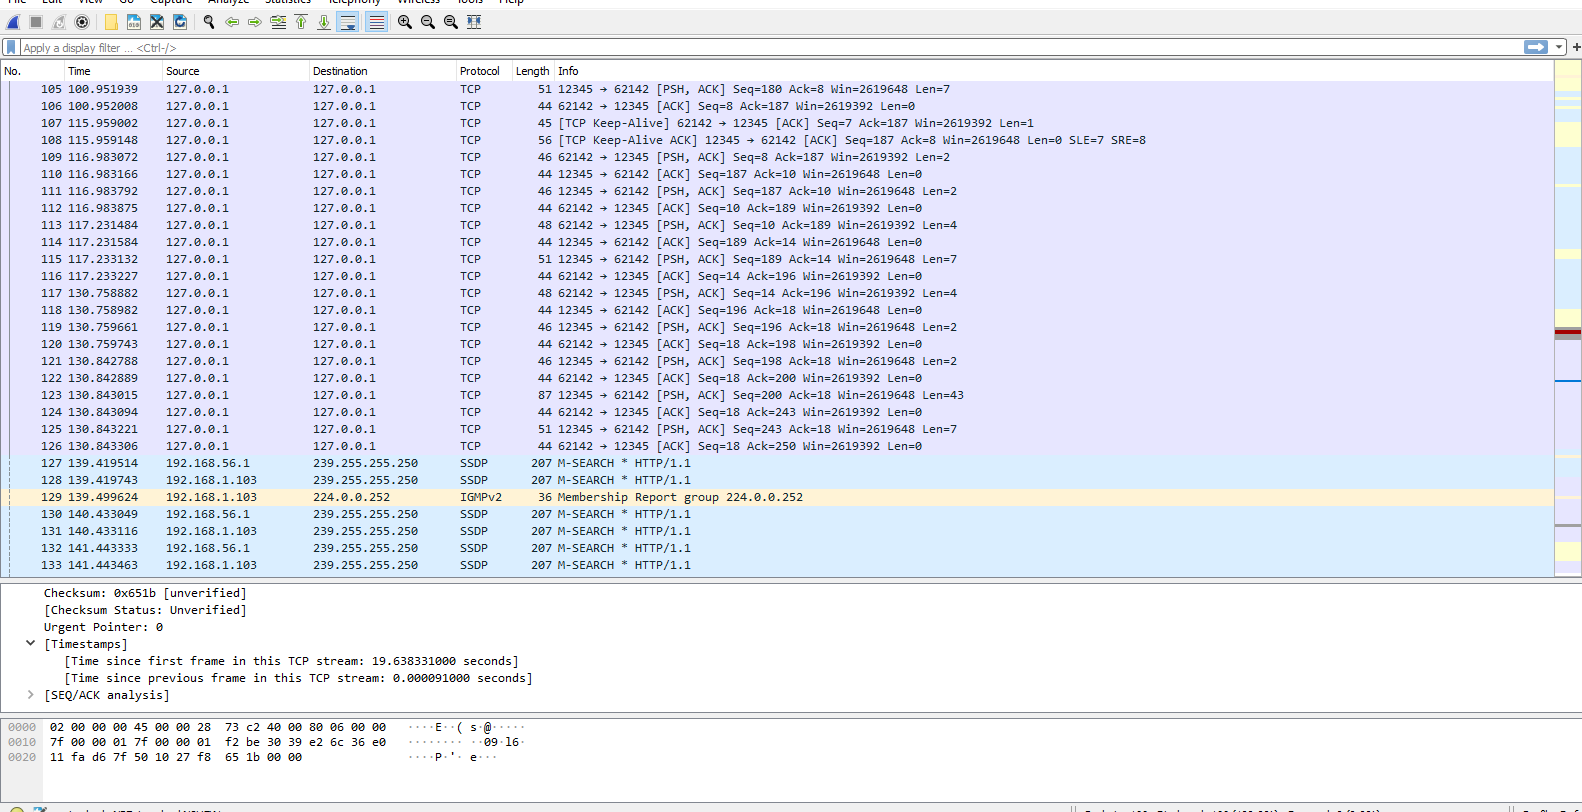 Apply a display filter ... <Ctrl-/>
No. Time Source Destination Protocol Length Info
105 100.951939 127.0.0.1 127.0.0.1 TCP 51 12345 → 62142 [PSH, ACK] Seq=180 Ack=8 Win=2619648 Len=7
106 100.952008 127.0.0.1 127.0.0.1 TCP 44 62142 → 12345 [ACK] Seq=8 Ack=187 Win=2619392 Len=0
107 115.959002 127.0.0.1 127.0.0.1 TCP 45 [TCP Keep-Alive] 62142 → 12345 [ACK] Seq=7 Ack=187 Win=2619392 Len=1
108 115.959148 127.0.0.1 127.0.0.1 TCP 56 [TCP Keep-Alive ACK] 12345 → 62142 [ACK] Seq=187 Ack=8 Win=2619648 Len=0 SLE=7 SRE=8
109 116.983072 127.0.0.1 127.0.0.1 TCP 46 62142 → 12345 [PSH, ACK] Seq=8 Ack=187 Win=2619392 Len=2
110 116.983166 127.0.0.1 127.0.0.1 TCP 44 12345 → 62142 [ACK] Seq=187 Ack=10 Win=2619648 Len=0
111 116.983792 127.0.0.1 127.0.0.1 TCP 46 12345 → 62142 [PSH, ACK] Seq=187 Ack=10 Win=2619648 Len=2
112 116.983875 127.0.0.1 127.0.0.1 TCP 44 62142 → 12345 [ACK] Seq=10 Ack=189 Win=2619392 Len=0
113 117.231484 127.0.0.1 127.0.0.1 TCP 48 62142 → 12345 [PSH, ACK] Seq=10 Ack=189 Win=2619392 Len=4
114 117.231584 127.0.0.1 127.0.0.1 TCP 44 12345 → 62142 [ACK] Seq=189 Ack=14 Win=2619648 Len=0
115 117.233132 127.0.0.1 127.0.0.1 TCP 51 12345 → 62142 [PSH, ACK] Seq=189 Ack=14 Win=2619648 Len=7
116 117.233227 127.0.0.1 127.0.0.1 TCP 44 62142 → 12345 [ACK] Seq=14 Ack=196 Win=2619392 Len=0
117 130.758882 127.0.0.1 127.0.0.1 TCP 48 62142 → 12345 [PSH, ACK] Seq=14 Ack=196 Win=2619392 Len=4
118 130.758982 127.0.0.1 127.0.0.1 TCP 44 12345 → 62142 [ACK] Seq=196 Ack=18 Win=2619648 Len=0
119 130.759661 127.0.0.1 127.0.0.1 TCP 46 12345 → 62142 [PSH, ACK] Seq=196 Ack=18 Win=2619648 Len=2
120 130.759743 127.0.0.1 127.0.0.1 TCP 44 62142 → 12345 [ACK] Seq=18 Ack=198 Win=2619392 Len=0
121 130.842788 127.0.0.1 127.0.0.1 TCP 46 12345 → 62142 [PSH, ACK] Seq=198 Ack=18 Win=2619648 Len=2
122 130.842889 127.0.0.1 127.0.0.1 TCP 44 62142 → 12345 [ACK] Seq=18 Ack=200 Win=2619392 Len=0
123 130.843015 127.0.0.1 127.0.0.1 TCP 87 12345 → 62142 [PSH, ACK] Seq=200 Ack=18 Win=2619648 Len=43
124 130.843094 127.0.0.1 127.0.0.1 TCP 44 62142 → 12345 [ACK] Seq=18 Ack=243 Win=2619392 Len=0
125 130.843221 127.0.0.1 127.0.0.1 TCP 51 12345 → 62142 [PSH, ACK] Seq=243 Ack=18 Win=2619648 Len=7
126 130.843306 127.0.0.1 127.0.0.1 TCP 44 62142 → 12345 [ACK] Seq=18 Ack=250 Win=2619392 Len=0
127 139.419514 192.168.56.1 239.255.255.250 SSDP 207 M-SEARCH * HTTP/1.1
128 139.419743 192.168.1.103 239.255.255.250 SSDP 207 M-SEARCH * HTTP/1.1
129 139.499624 192.168.1.103 224.0.0.252 IGMPv2 36 Membership Report group 224.0.0.252
130 140.433049 192.168.56.1 239.255.255.250 SSDP 207 M-SEARCH * HTTP/1.1
131 140.433116 192.168.1.103 239.255.255.250 SSDP 207 M-SEARCH * HTTP/1.1
132 141.443333 192.168.56.1 239.255.255.250 SSDP 207 M-SEARCH * HTTP/1.1
133 141.443463 192.168.1.103 239.255.255.250 SSDP 207 M-SEARCH * HTTP/1.1
Checksum: 0x651b [unverified]
[Checksum Status: Unverified]
Urgent Pointer: 0
[Timestamps]
[Time since first frame in this TCP stream: 19.638331000 seconds]
[Time since previous frame in this TCP stream: 0.000091000 seconds]
[SEQ/ACK analysis]
0000 02 00 00 00 45 00 00 28 73 c2 40 00 80 06 00 00 ····E··( s·@·····
0010 7f 00 00 01 7f 00 00 01 f2 be 30 39 e2 6c 36 e0 ········ ··09·l6·
0020 11 fa d6 7f 50 10 27 f8 65 1b 00 00 ····P·'· e···